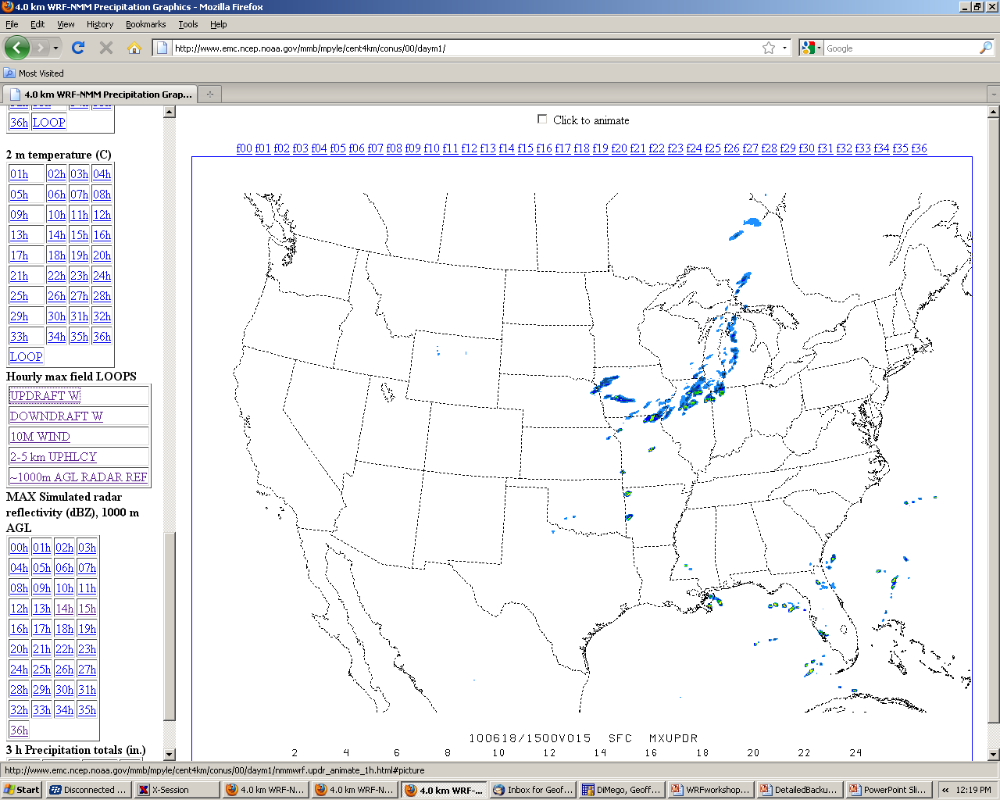 4.0 km WRF-NMM Precipitation Graphics - Mozilla Firefox
File Edit View History Bookmarks Tools Help
http://www.emc.ncep.noaa.gov/mmb/mpyle/cent4km/conus/00/daym1/
Google
Most Visited
4.0 km WRF-NMM Precipitation Grap...
36h LOOP
2 m temperature (C)
01h 02h 03h 04h
05h 06h 07h 08h
09h 10h 11h 12h
13h 14h 15h 16h
17h 18h 19h 20h
21h 22h 23h 24h
25h 26h 27h 28h
29h 30h 31h 32h
33h 34h 35h 36h
LOOP
Hourly max field LOOPS
UPDRAFT W
DOWNDRAFT W
10M WIND
2-5 km UPHLCY
~1000m AGL RADAR REF
MAX Simulated radar
reflectivity (dBZ), 1000 m
AGL
00h 01h 02h 03h
04h 05h 06h 07h
08h 09h 10h 11h
12h 13h 14h 15h
16h 17h 18h 19h
20h 21h 22h 23h
24h 25h 26h 27h
28h 29h 30h 31h
32h 33h 34h 35h
36h
3 h Precipitation totals (in.)
Click to animate
f00 f01 f02 f03 f04 f05 f06 f07 f08 f09 f10 f11 f12 f13 f14 f15 f16 f17 f18 f19 f20 f21 f22 f23 f24 f25 f26 f27 f28 f29 f30 f31 f32 f33 f34 f35 f36
100618/1500V015 SFC MXUPDR
2 4 6 8 10 12 14 16 18 20 22 24
http://www.emc.ncep.noaa.gov/mmb/mpyle/cent4km/conus/00/daym1/nmmwrf.updr_animate_1h.html#picture
Start
Disconnected ...
X-Session
4.0 km WRF-N...
4.0 km WRF-N...
4.0 km WRF-...
Inbox for Geof...
DiMego, Geoff...
WRFworkshop...
DetailedBacku...
PowerPoint Sli...
12:19 PM